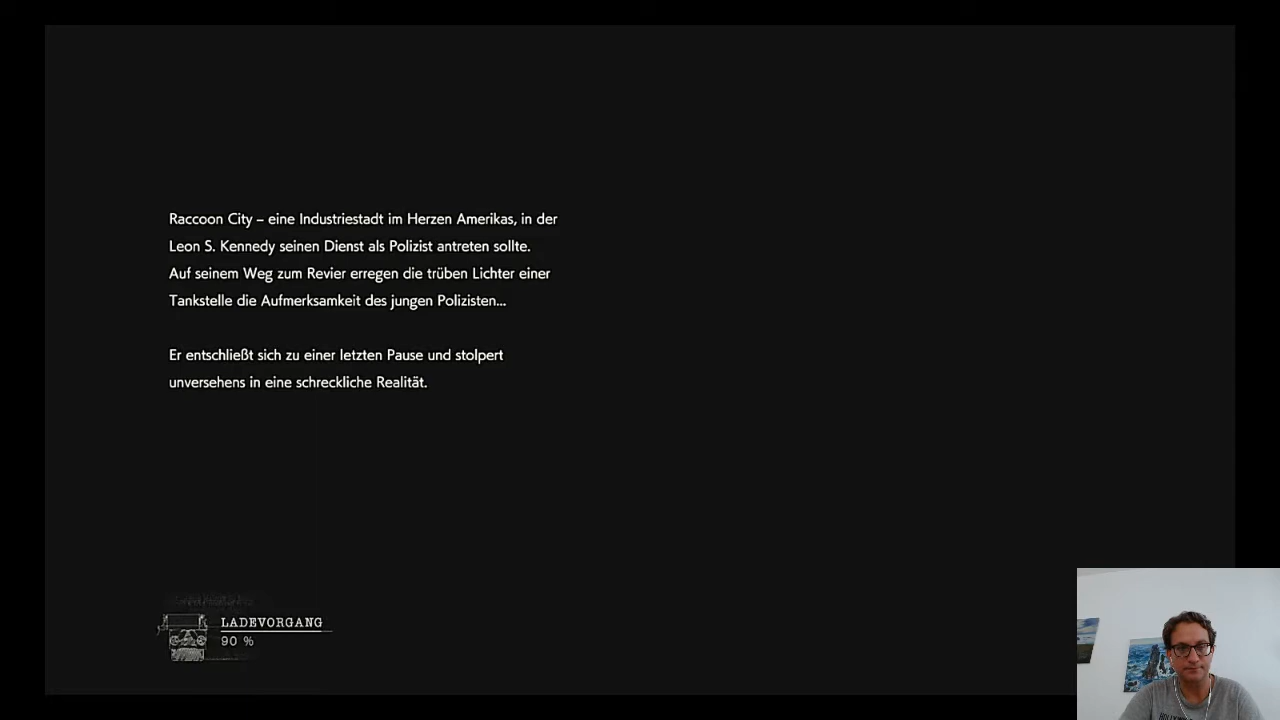 Raccoon City – eine Industriestadt im Herzen Amerikas, in der
Leon S. Kennedy seinen Dienst als Polizist antreten sollte.
Auf seinem Weg zum Revier erregen die trüben Lichter einer
Tankstelle die Aufmerksamkeit des jungen Polizisten...
Er entschließt sich zu einer letzten Pause und stolpert
unversehens in eine schreckliche Realität.
LADEVORGANG
90 %